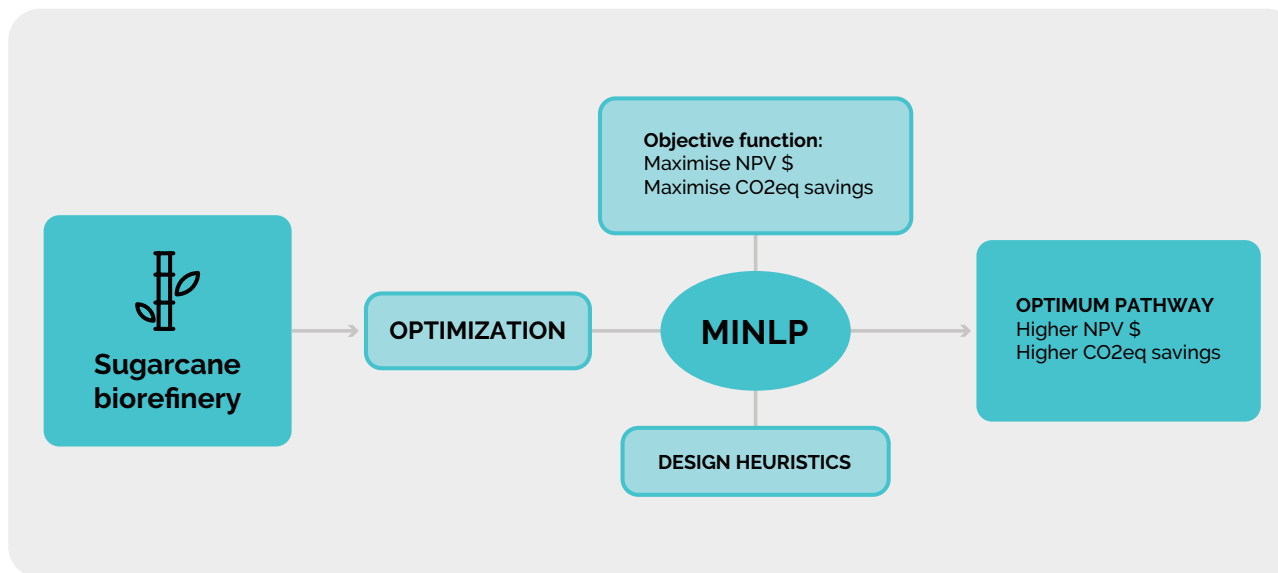 Objective function:
Maximise NPV $
Maximise CO2eq savings
Sugarcane
biorefinery
OPTIMIZATION
MINLP
OPTIMUM PATHWAY
Higher NPV $
Higher CO2eq savings
DESIGN HEURISTICS